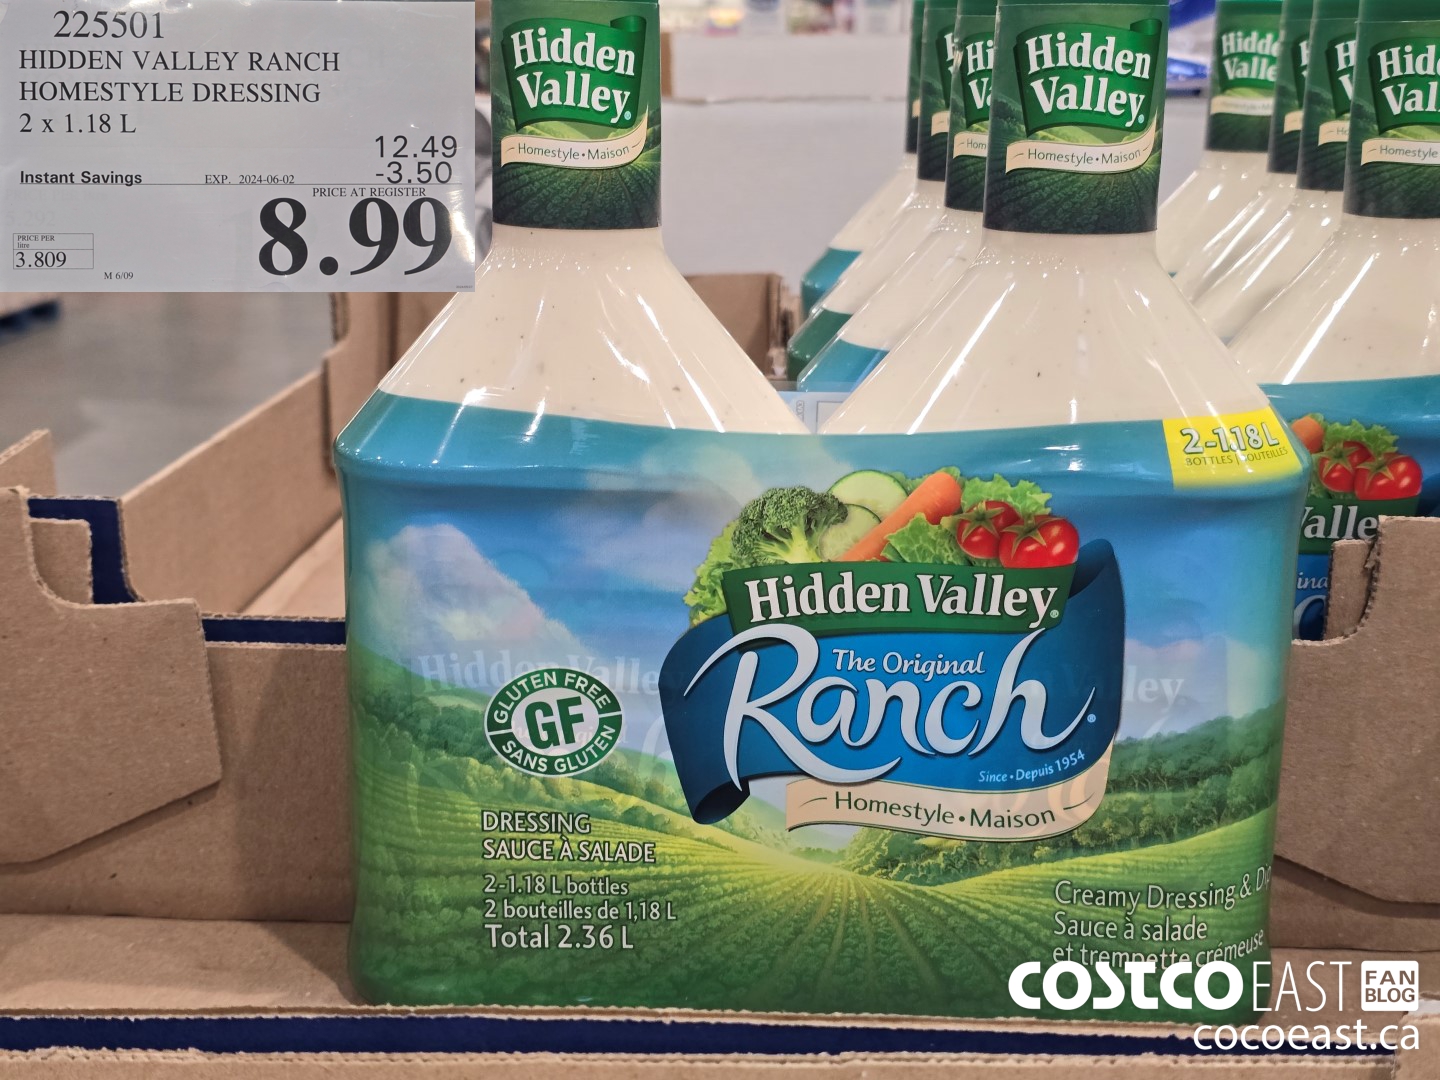 225501
HIDDEN VALLEY RANCH
HOMESTYLE DRESSING
2 x 1.18 L
12.49
Instant Savings EXP. 2024-06-02 -3.50
PRICE AT REGISTER
8.99
PRICE PER
litre
3.809
M 6/09
Hidden
Valley®
Homestyle • Maison
Hidden
Valley®
Homestyle • Maison
2-1.18 L
BOTTLES | BOUTEILLES
Hidden Valley®
The Original
Ranch®
Since • Depuis 1954
Homestyle • Maison
GLUTEN FREE
GF
SANS GLUTEN
DRESSING
SAUCE À SALADE
2-1.18 L bottles
2 bouteilles de 1,18 L
Total 2.36 L
Creamy Dressing & Di
Sauce à salade
et trempette crémeuse
COSTCO EAST FAN
BLOG
cocoeast.ca